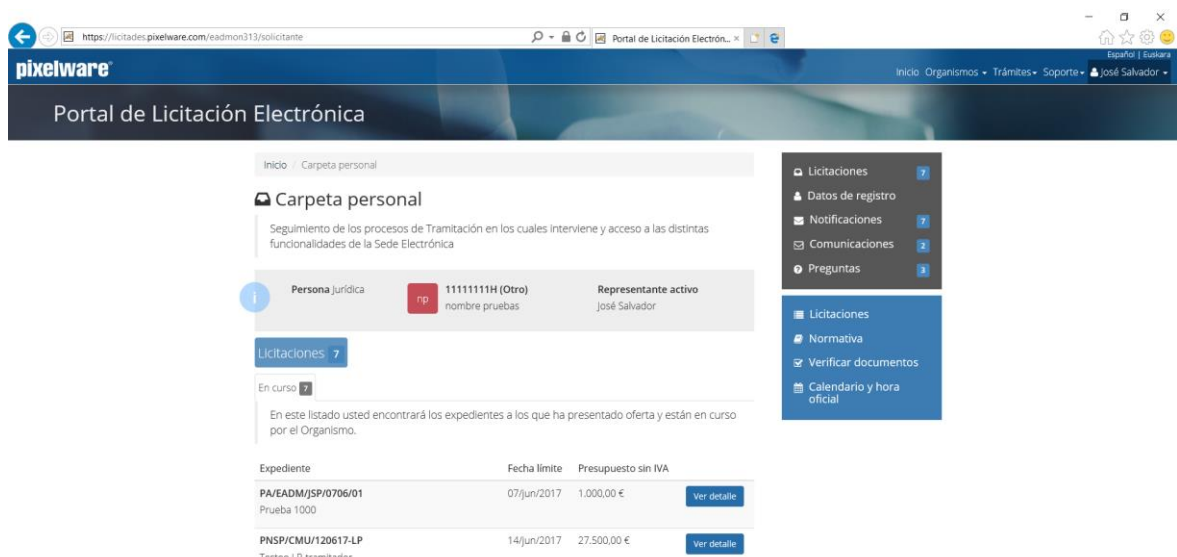 https://licitades.pixelware.com/eadmon313/solicitante
Portal de Licitación Electrón...
Español | Euskara
pixelware
Inicio Organismos Trámites Soporte José Salvador
Portal de Licitación Electrónica
Inicio / Carpeta personal
Carpeta personal
Seguimiento de los procesos de Tramitación en los cuales interviene y acceso a las distintas
funcionalidades de la Sede Electrónica
i
Persona Jurídica
np
11111111H (Otro)
nombre pruebas
Representante activo
José Salvador
Licitaciones 7
En curso 7
En este listado usted encontrará los expedientes a los que ha presentado oferta y están en curso
por el Organismo.
Expediente Fecha límite Presupuesto sin IVA
PA/EADM/JSP/0706/01 07/jun/2017 1.000,00 € Ver detalle
Prueba 1000
PNSP/CMU/120617-LP 14/jun/2017 27.500,00 € Ver detalle
Licitaciones 7
Datos de registro
Notificaciones 7
Comunicaciones 2
Preguntas 3
Licitaciones
Normativa
Verificar documentos
Calendario y hora
oficial